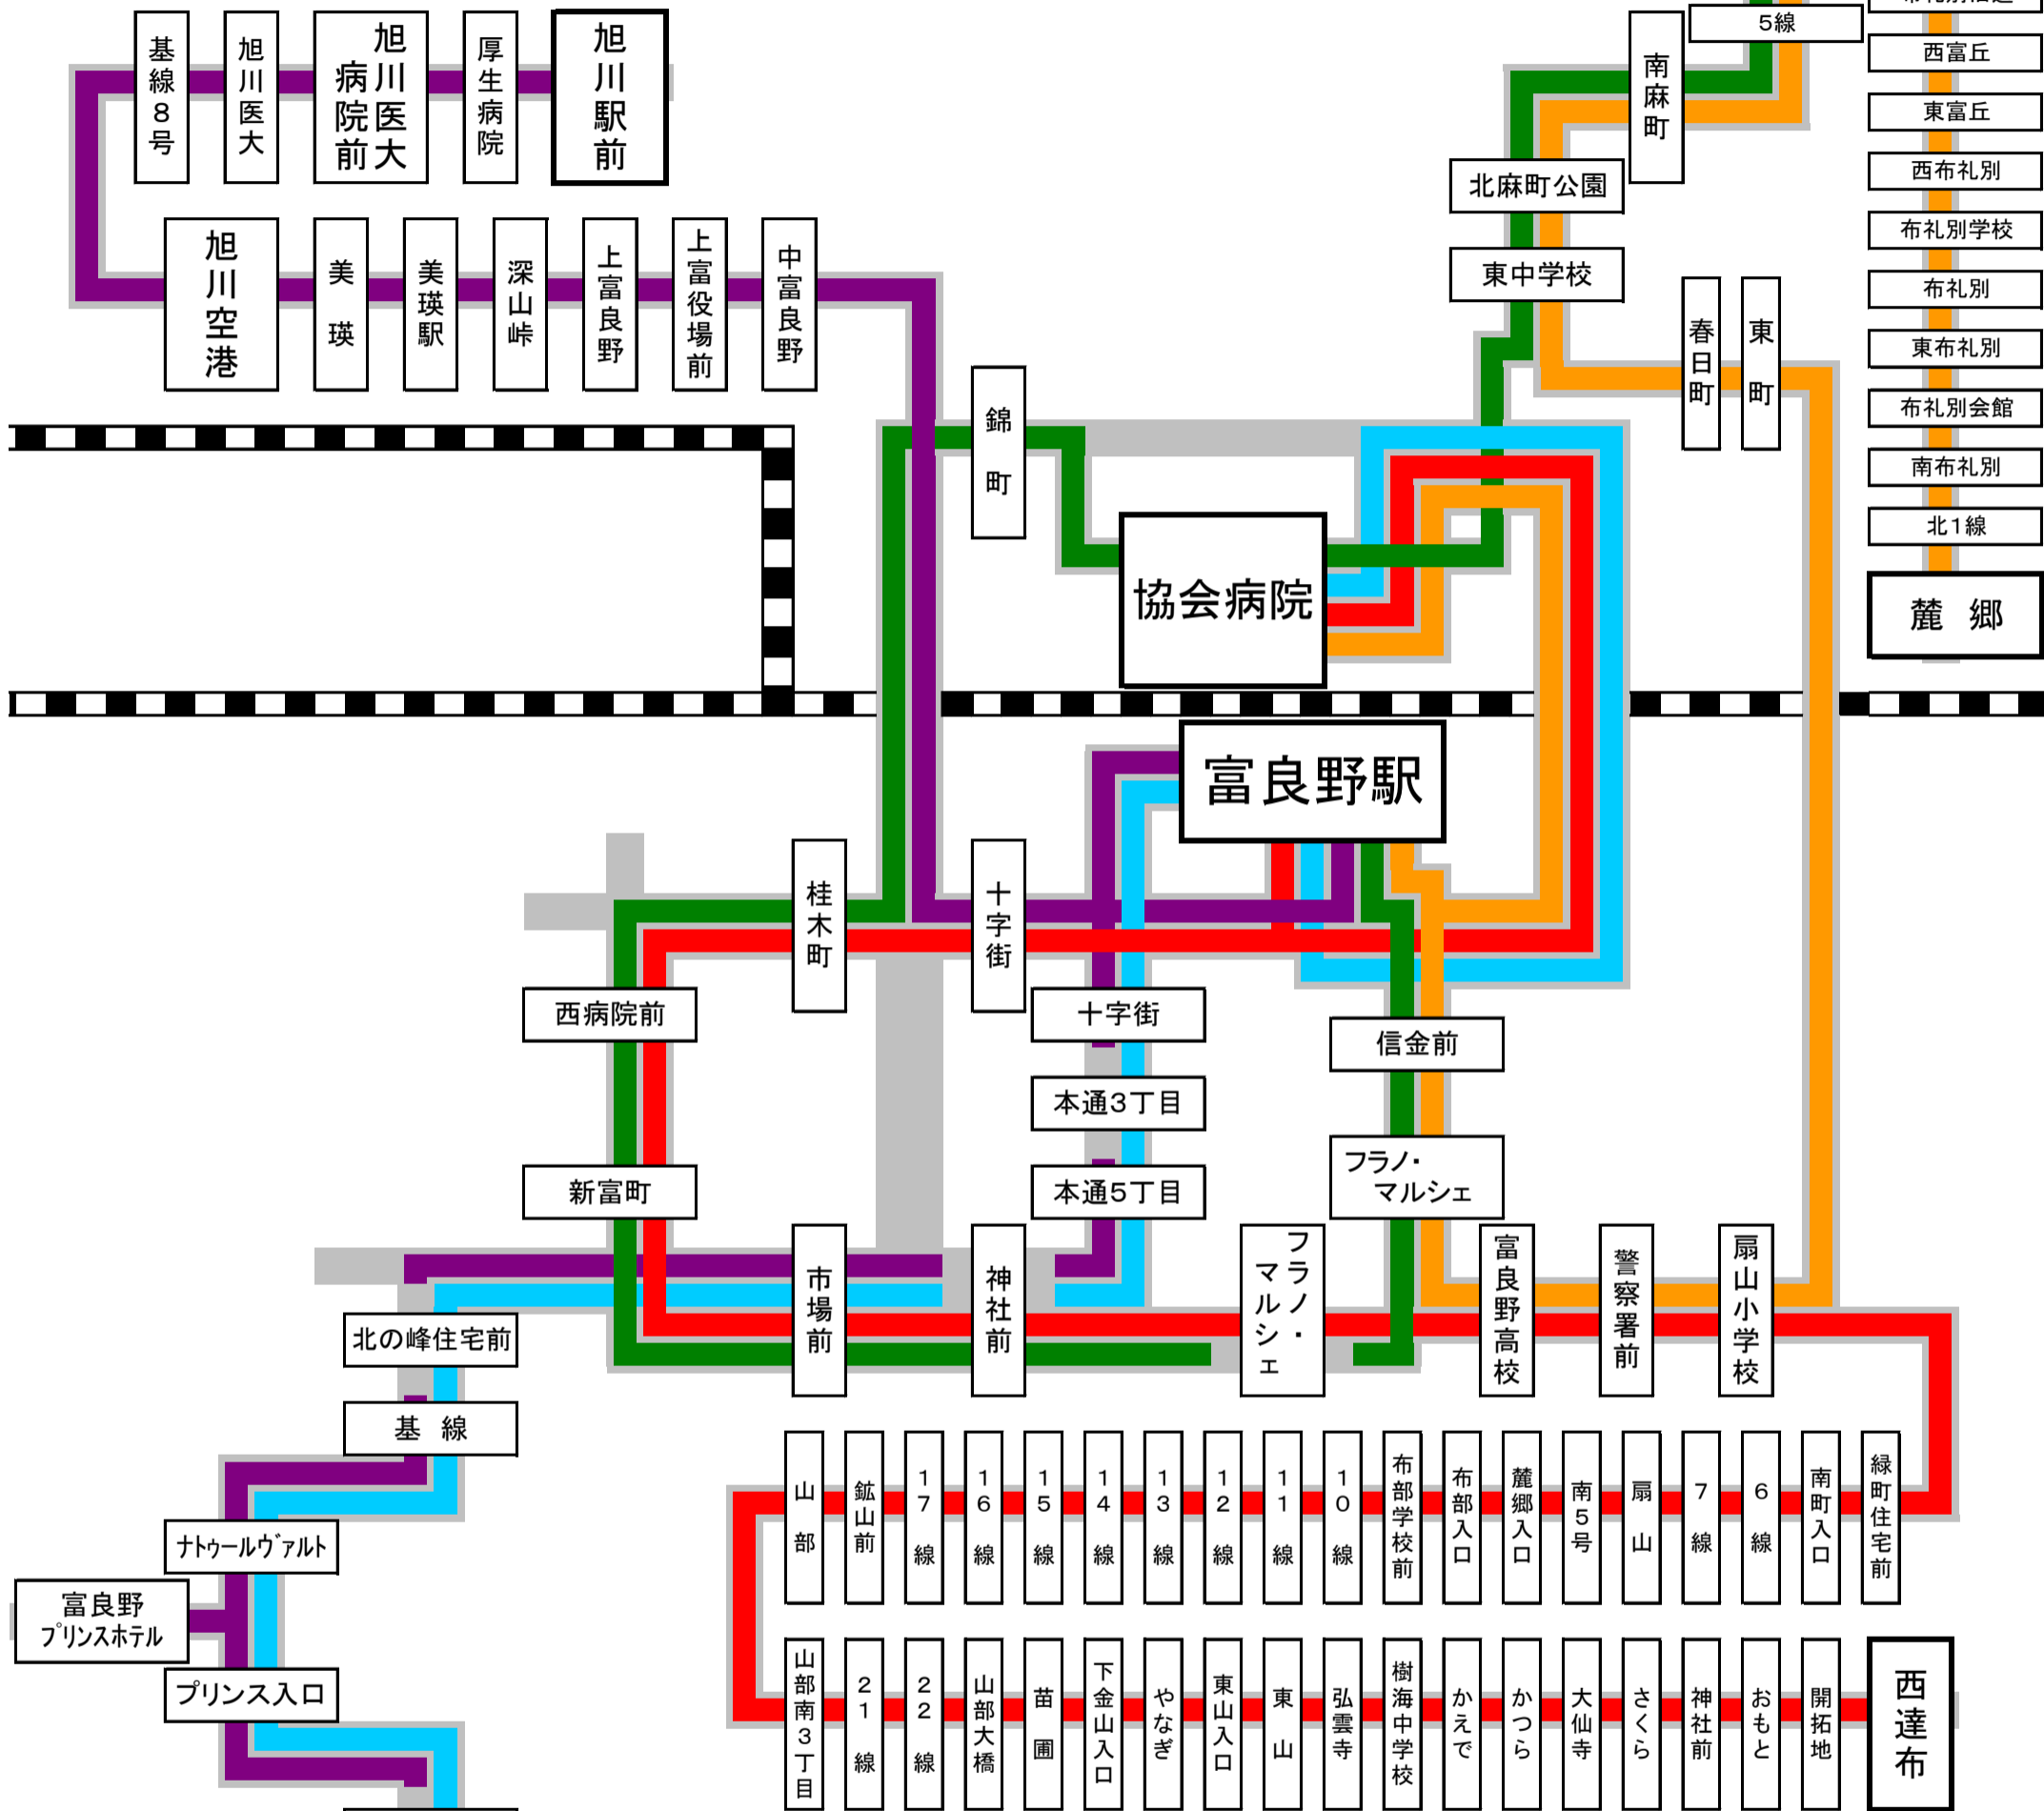 基線8号
旭川医大
旭川医大
病院前
厚生病院
旭川駅前
南麻町
5線
西富丘
東富丘
西布礼別
布礼別学校
布礼別
東布礼別
布礼別会館
南布礼別
北1線
麓郷
北麻町公園
東中学校
春日町
東町
旭川空港
美瑛
美瑛駅
深山峠
上富良野
上富役場前
中富良野
錦町
協会病院
富良野駅
桂木町
十字街
西病院前
十字街
信金前
本通3丁目
新富町
本通5丁目
フラノ・
マルシェ
市場前
神社前
フラノ・
マルシェ
富良野高校
警察署前
扇山小学校
北の峰住宅前
基線
ナトゥールヴァルト
富良野
プリンスホテル
プリンス入口
山部
鉱山前
17線
16線
15線
14線
13線
12線
11線
10線
布部学校前
布部入口
麓郷入口
南5号
扇山
7線
6線
南町入口
緑町住宅前
山部南3丁目
21線
22線
山部大橋
苗圃
下金山入口
やなぎ
東山入口
東山
弘雲寺
樹海中学校
かえで
かつら
大仙寺
さくら
神社前
おもと
開拓地
西達布